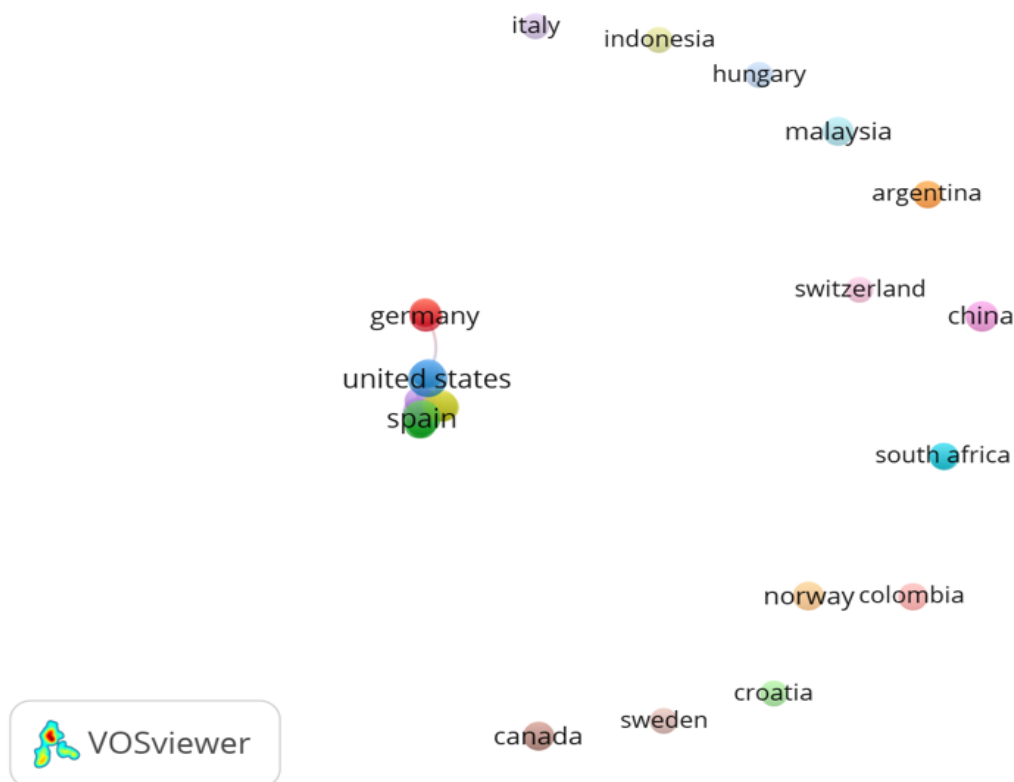 italy
indonesia
hungary
malaysia
argentina
switzerland
germany
china
united states
spain
south africa
norway
colombia
croatia
sweden
canada
VOSviewer